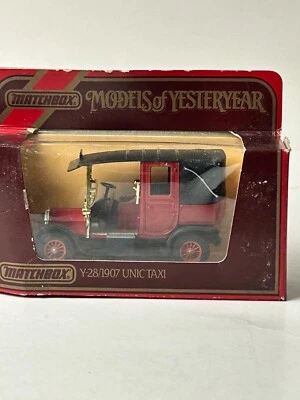 MATCHBOX
MODELS of YESTERYEAR
MATCHBOX
Y-28/1907 UNIC TAXI